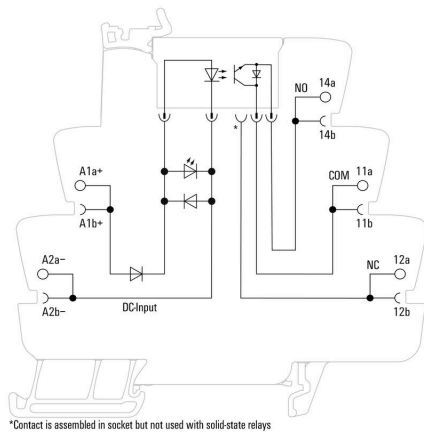 NO
14a
*
14b
A1a+
COM
11a
A1b+
11b
A2a−
12a
NC
DC-Input
A2b−
12b
*Contact is assembled in socket but not used with solid-state relays